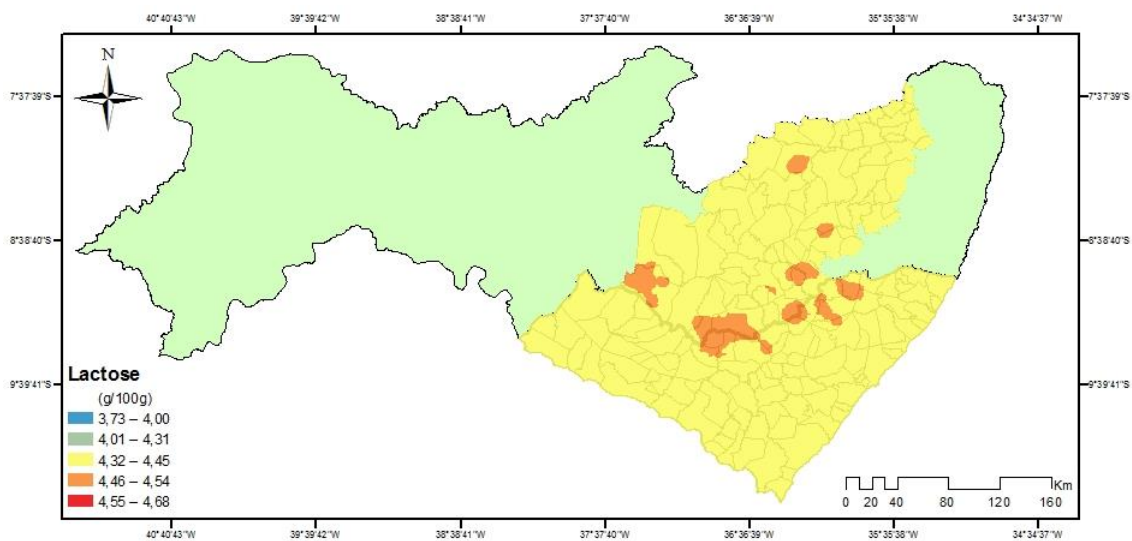 40°40'43"W 39°39'42"W 38°38'41"W 37°37'40"W 36°36'39"W 35°35'38"W 34°34'37"W
N
7°37'39"S 7°37'39"S
8°38'40"S 8°38'40"S
9°39'41"S 9°39'41"S
Lactose
(g/100g)
3,73 – 4,00
4,01 – 4,31
4,32 – 4,45
4,46 – 4,54
4,55 – 4,68
Km
0 20 40 80 120 160
40°40'43"W 39°39'42"W 38°38'41"W 37°37'40"W 36°36'39"W 35°35'38"W 34°34'37"W